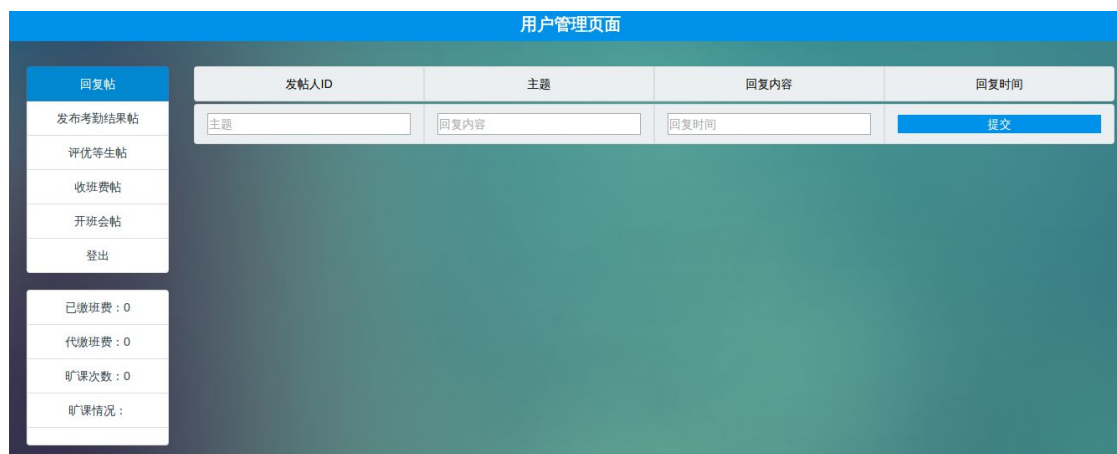 用户管理页面
回复帖
发帖人ID 主题 回复内容 回复时间
发布考勤结果帖
主题 回复内容 回复时间 提交
评优等生帖
收班费帖
开班会帖
登出
已缴班费：0
代缴班费：0
旷课次数：0
旷课情况：